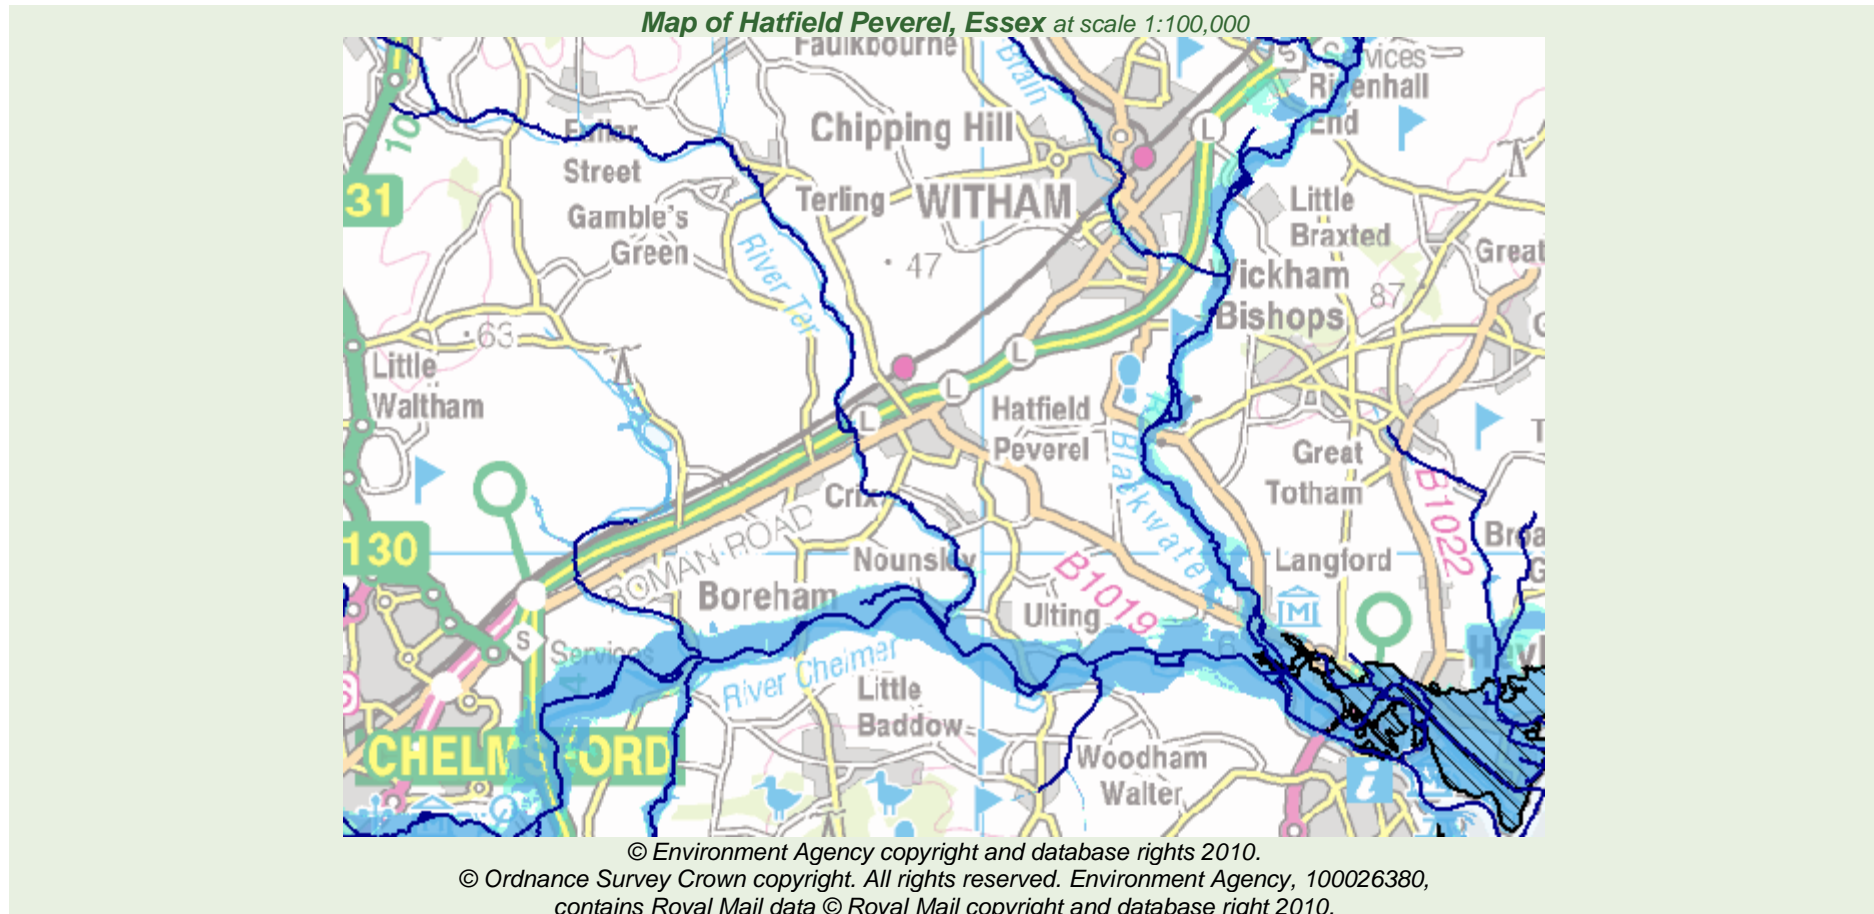 Map of Hatfield Peverel, Essex at scale 1:100,000
Faulkbourne
Brain
Services
Rivenhall
End
10
Chipping Hill
L
Fuller
Street
31
Terling
WITHAM
Little
Braxted
Gamble's
Green
River Ter
47
Great
Wickham
Bishops
87
63
L
Little
Waltham
L
L
Hatfield
Peverel
Blackwater
Great
Totham
B1022
Crix
130
ROMAN ROAD
Nounsley
B1019
Langford
Boreham
Ulting
M
S
Services
River Chelmer
Little
Baddow
CHELMSFORD
Woodham
Walter
i
© Environment Agency copyright and database rights 2010.
© Ordnance Survey Crown copyright. All rights reserved. Environment Agency, 100026380,
contains Royal Mail data © Royal Mail copyright and database right 2010.